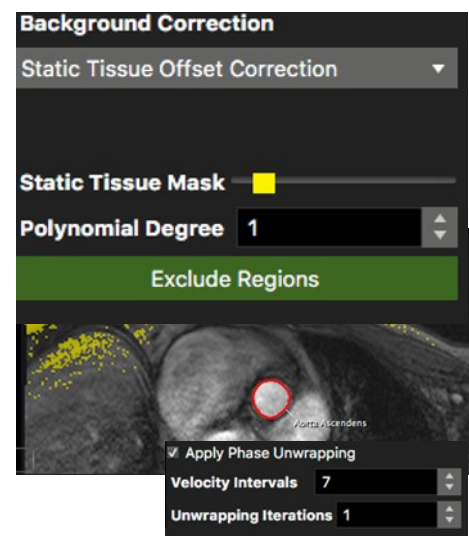 Background Correction
Static Tissue Offset Correction
Static Tissue Mask
Polynomial Degree 1
Exclude Regions
Aorta Ascendens
Apply Phase Unwrapping
Velocity Intervals 7
Unwrapping Iterations 1